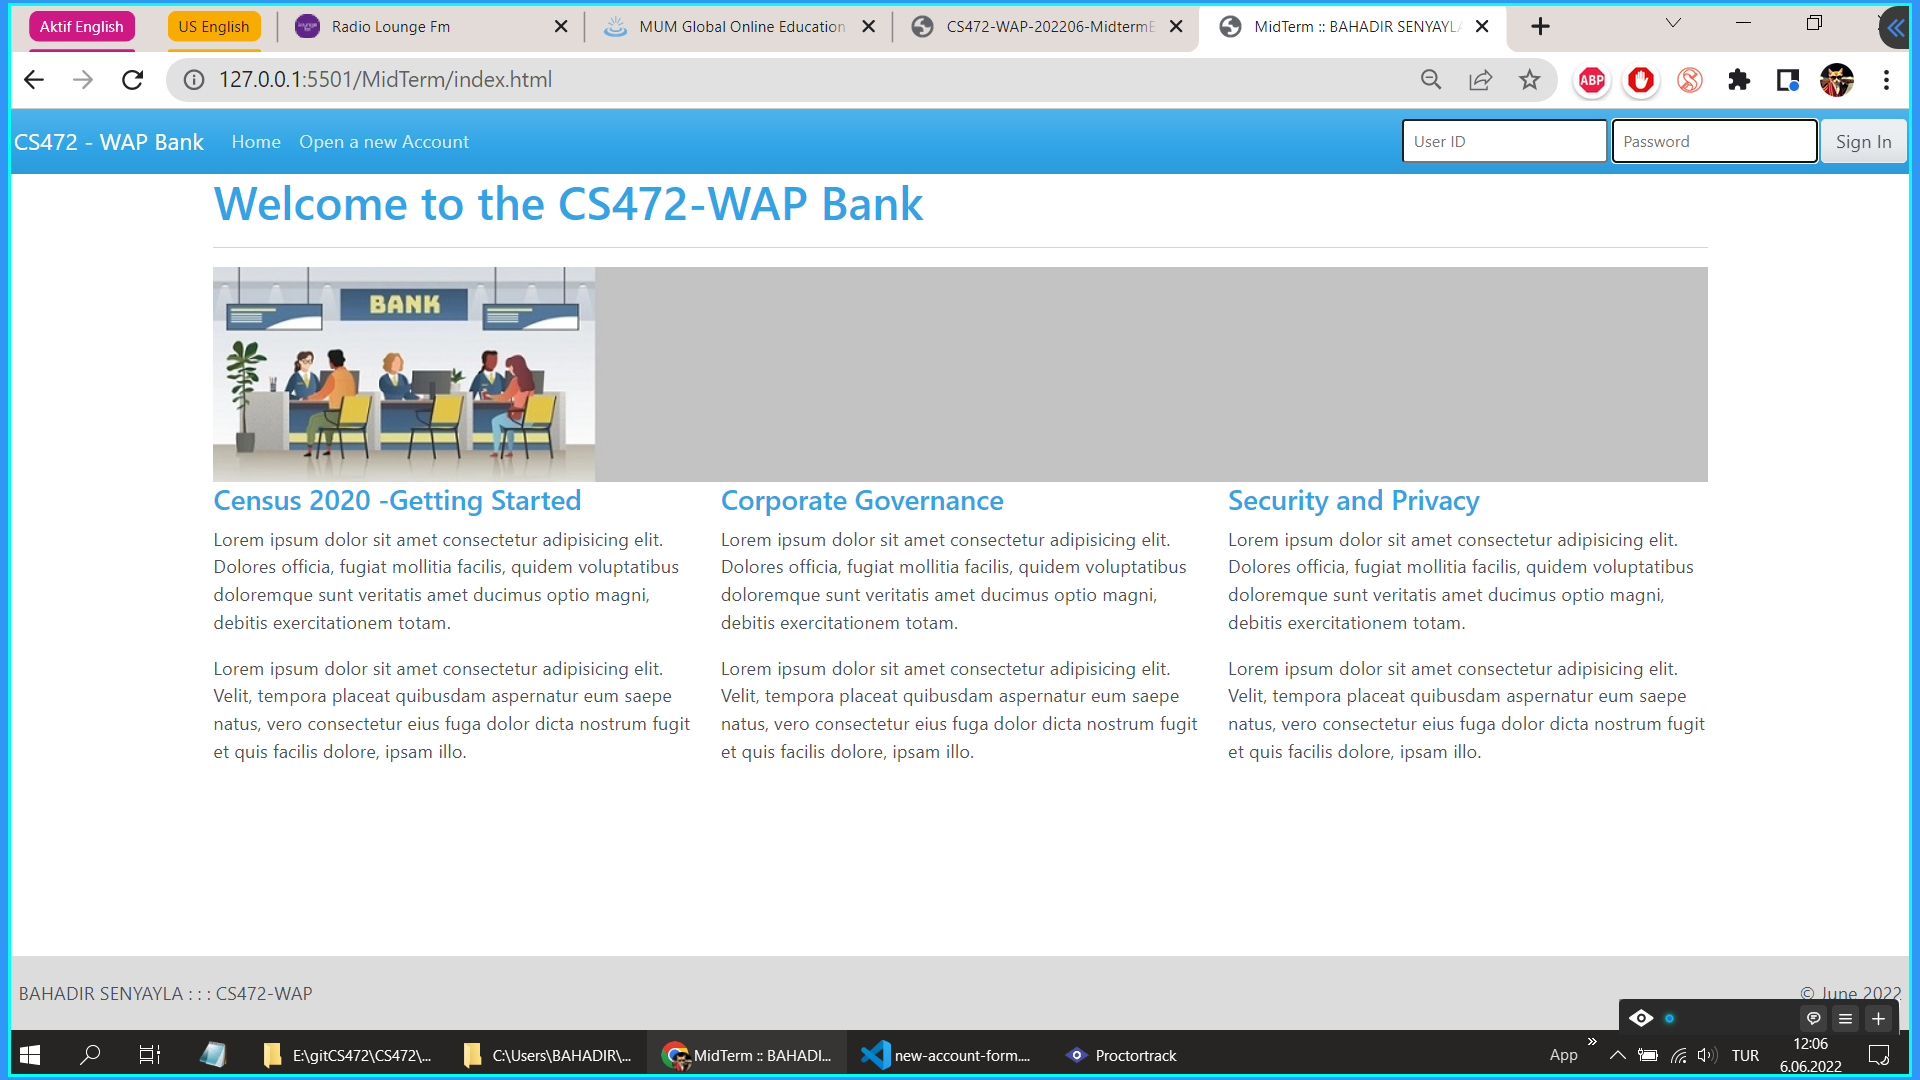 Aktif English
US English
Radio Lounge Fm
MUM Global Online Education
CS472-WAP-202206-MidtermE
MidTerm :: BAHADIR SENYAYLA
127.0.0.1:5501/MidTerm/index.html
ABP
CS472 - WAP Bank
Home
Open a new Account
User ID
Password
Sign In
Welcome to the CS472-WAP Bank
BANK
Census 2020 -Getting Started
Lorem ipsum dolor sit amet consectetur adipisicing elit.
Dolores officia, fugiat mollitia facilis, quidem voluptatibus
doloremque sunt veritatis amet ducimus optio magni,
debitis exercitationem totam.
Lorem ipsum dolor sit amet consectetur adipisicing elit.
Velit, tempora placeat quibusdam aspernatur eum saepe
natus, vero consectetur eius fuga dolor dicta nostrum fugit
et quis facilis dolore, ipsam illo.
Corporate Governance
Lorem ipsum dolor sit amet consectetur adipisicing elit.
Dolores officia, fugiat mollitia facilis, quidem voluptatibus
doloremque sunt veritatis amet ducimus optio magni,
debitis exercitationem totam.
Lorem ipsum dolor sit amet consectetur adipisicing elit.
Velit, tempora placeat quibusdam aspernatur eum saepe
natus, vero consectetur eius fuga dolor dicta nostrum fugit
et quis facilis dolore, ipsam illo.
Security and Privacy
Lorem ipsum dolor sit amet consectetur adipisicing elit.
Dolores officia, fugiat mollitia facilis, quidem voluptatibus
doloremque sunt veritatis amet ducimus optio magni,
debitis exercitationem totam.
Lorem ipsum dolor sit amet consectetur adipisicing elit.
Velit, tempora placeat quibusdam aspernatur eum saepe
natus, vero consectetur eius fuga dolor dicta nostrum fugit
et quis facilis dolore, ipsam illo.
BAHADIR SENYAYLA : : : CS472-WAP
© June 2022
E:\gitCS472\CS472\...
C:\Users\BAHADIR\...
MidTerm :: BAHADI...
new-account-form....
Proctortrack
App
TUR
12:06
6.06.2022